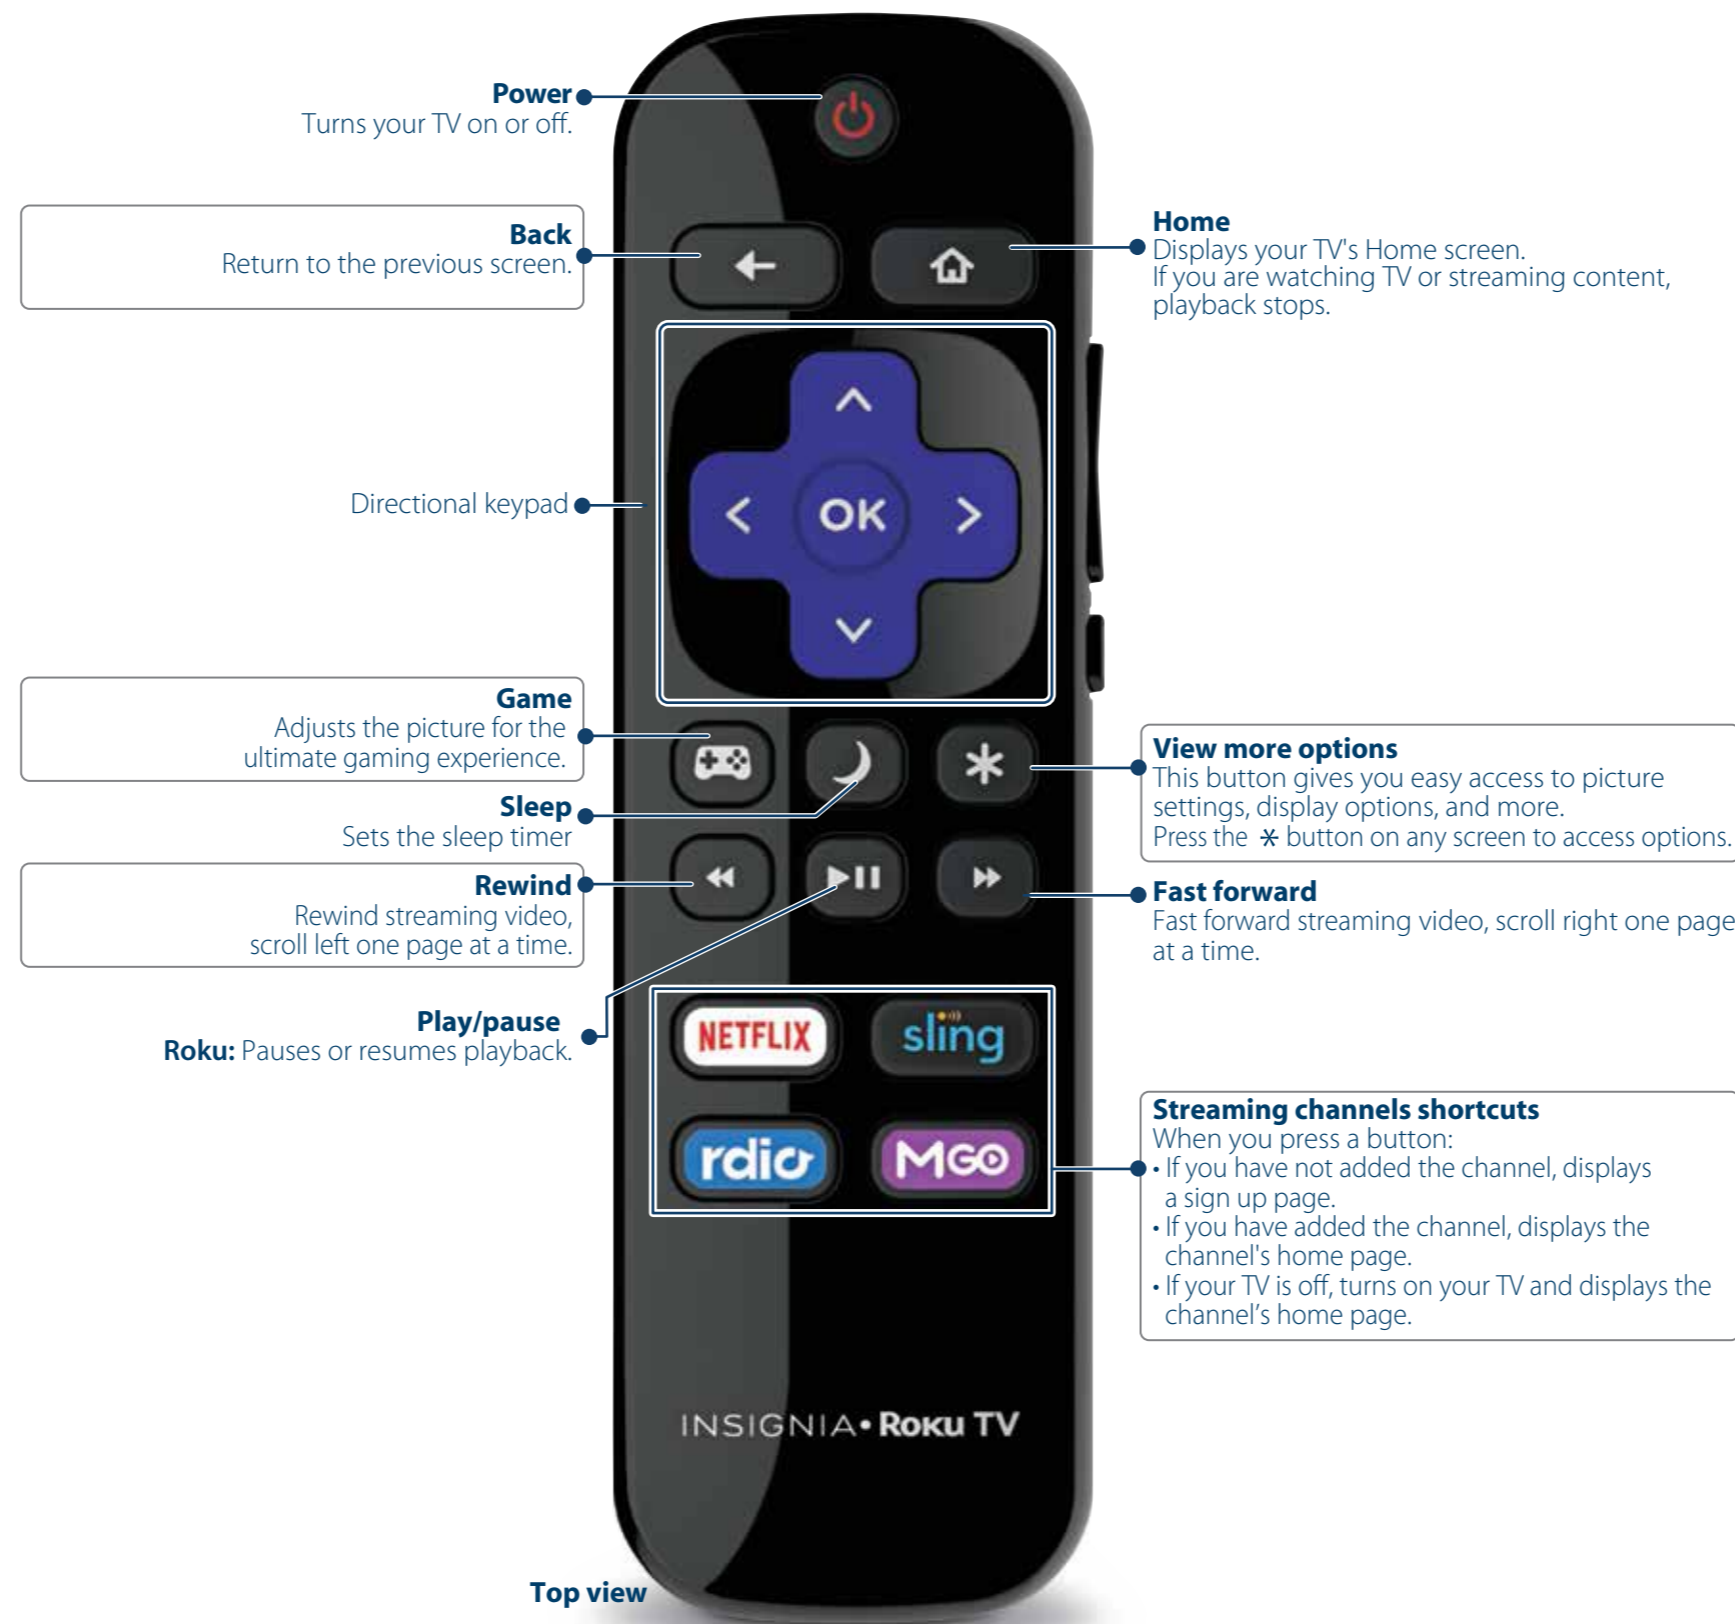 Power
Turns your TV on or off.
Back
Return to the previous screen.
Home
Displays your TV's Home screen.
If you are watching TV or streaming content,
playback stops.
Directional keypad
OK
Game
Adjusts the picture for the
ultimate gaming experience.
Sleep
Sets the sleep timer
View more options
This button gives you easy access to picture
settings, display options, and more.
Press the * button on any screen to access options.
Rewind
Rewind streaming video,
scroll left one page at a time.
Fast forward
Fast forward streaming video, scroll right one page
at a time.
Play/pause
Roku: Pauses or resumes playback.
NETFLIX
sling
rdio
MGO
Streaming channels shortcuts
When you press a button:
• If you have not added the channel, displays
a sign up page.
• If you have added the channel, displays the
channel's home page.
• If your TV is off, turns on your TV and displays the
channel’s home page.
INSIGNIA • ROKU TV
Top view